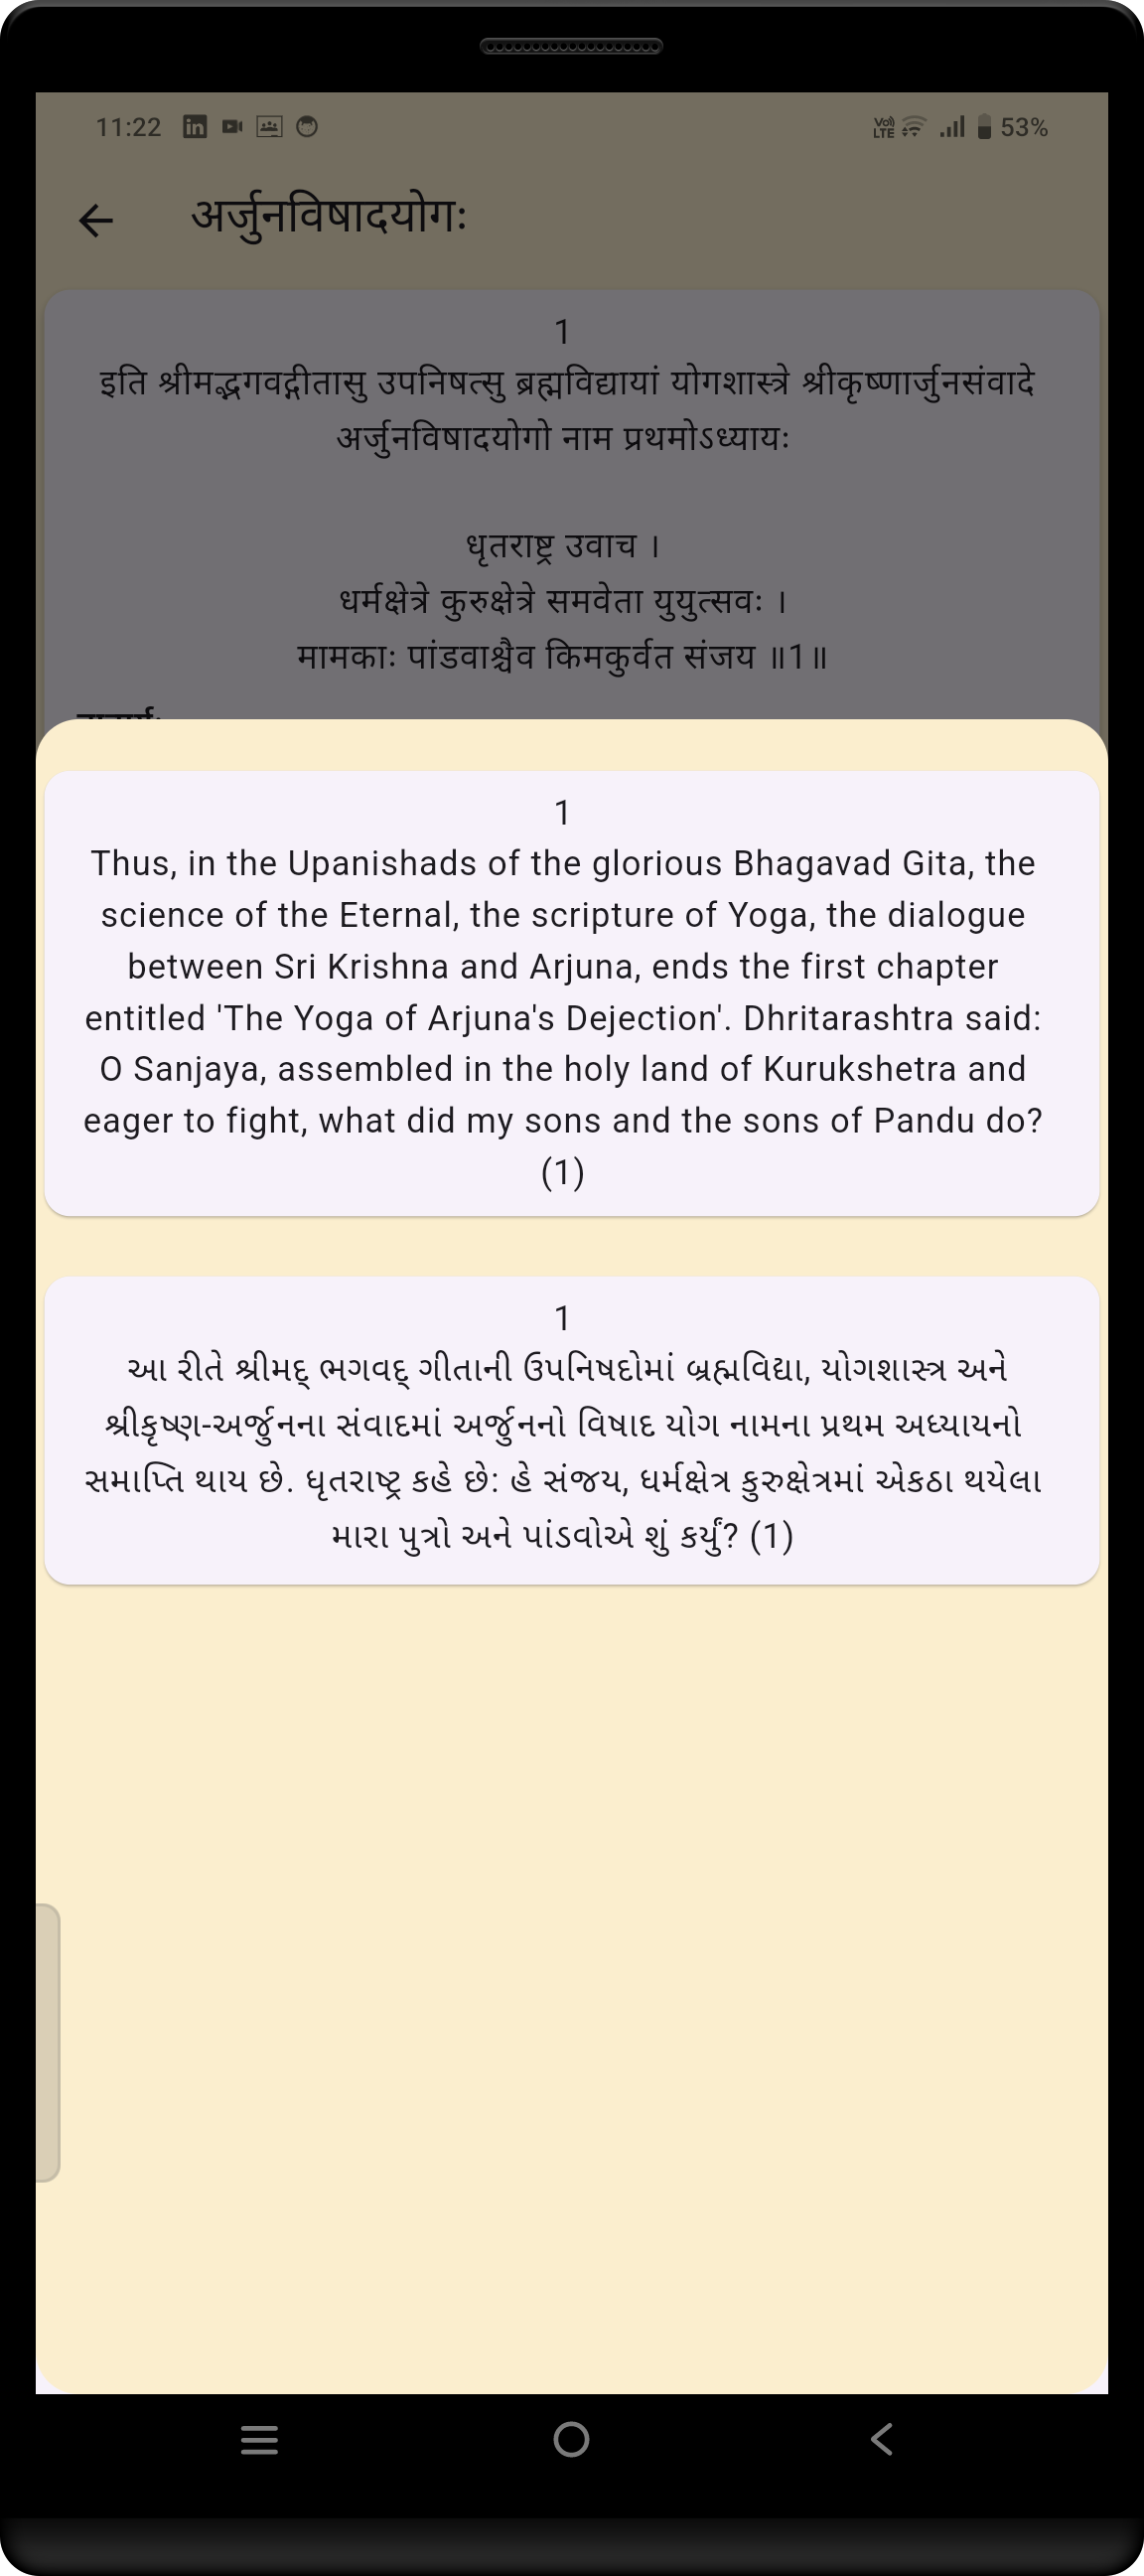 11:22
VoLTE 53%
अर्जुनविषादयोगः
1
इति श्रीमद्भगवद्गीतासु उपनिषत्सु ब्रह्मविद्यायां योगशास्त्रे श्रीकृष्णार्जुनसंवादे
अर्जुनविषादयोगो नाम प्रथमोऽध्यायः
धृतराष्ट्र उवाच ।
धर्मक्षेत्रे कुरुक्षेत्रे समवेता युयुत्सवः ।
मामकाः पांडवाश्चैव किमकुर्वत संजय ॥1॥
1
Thus, in the Upanishads of the glorious Bhagavad Gita, the
science of the Eternal, the scripture of Yoga, the dialogue
between Sri Krishna and Arjuna, ends the first chapter
entitled 'The Yoga of Arjuna's Dejection'. Dhritarashtra said:
O Sanjaya, assembled in the holy land of Kurukshetra and
eager to fight, what did my sons and the sons of Pandu do?
(1)
1
આ રીતે શ્રીમદ્ ભગવદ્ ગીતાની ઉપનિષદોમાં બ્રહ્મવિદ્યા, યોગશાસ્ત્ર અને
શ્રીકૃષ્ણ-અર્જુનના સંવાદમાં અર્જુનનો વિષાદ યોગ નામના પ્રથમ અધ્યાયનો
સમાપ્તિ થાય છે. ધૃતરાષ્ટ્ર કહે છે: હે સંજય, ધર્મક્ષેત્ર કુરુક્ષેત્રમાં એકઠા થયેલા
મારા પુત્રો અને પાંડવોએ શું કર્યું? (1)